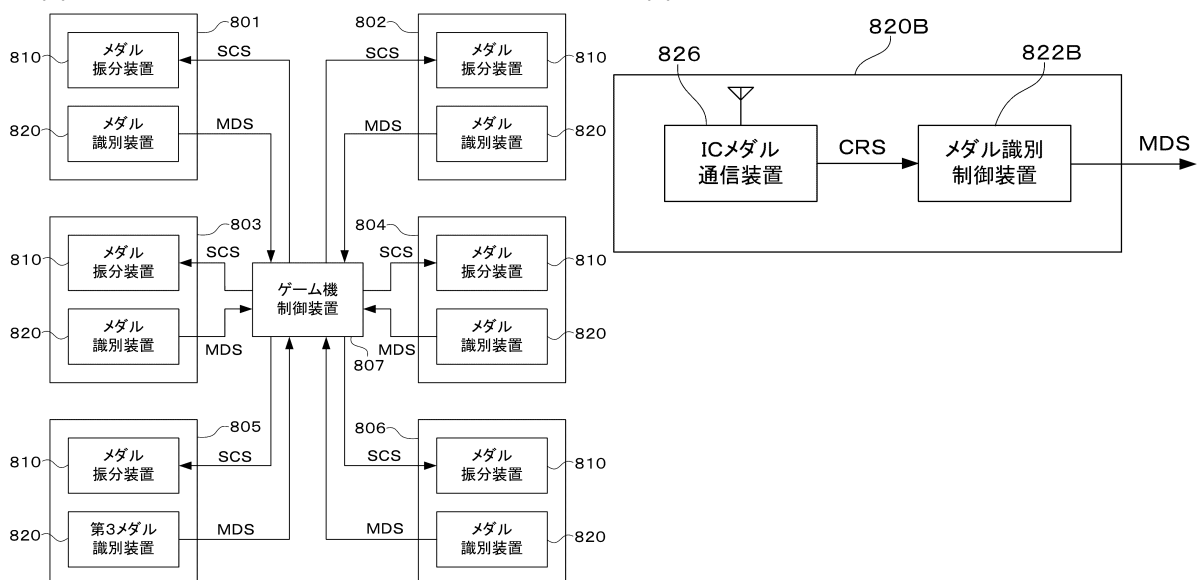 801
810
メダル
振分装置
SCS
820
メダル
識別装置
MDS
802
SCS
メダル
振分装置
810
MDS
メダル
識別装置
820
803
810
メダル
振分装置
SCS
820
メダル
識別装置
MDS
804
SCS
メダル
振分装置
810
MDS
メダル
識別装置
820
ゲーム機
制御装置
807
805
810
メダル
振分装置
SCS
820
第3メダル
識別装置
MDS
806
SCS
メダル
振分装置
810
MDS
メダル
識別装置
820
820B
826
822B
ICメダル
通信装置
CRS
メダル識別
制御装置
MDS